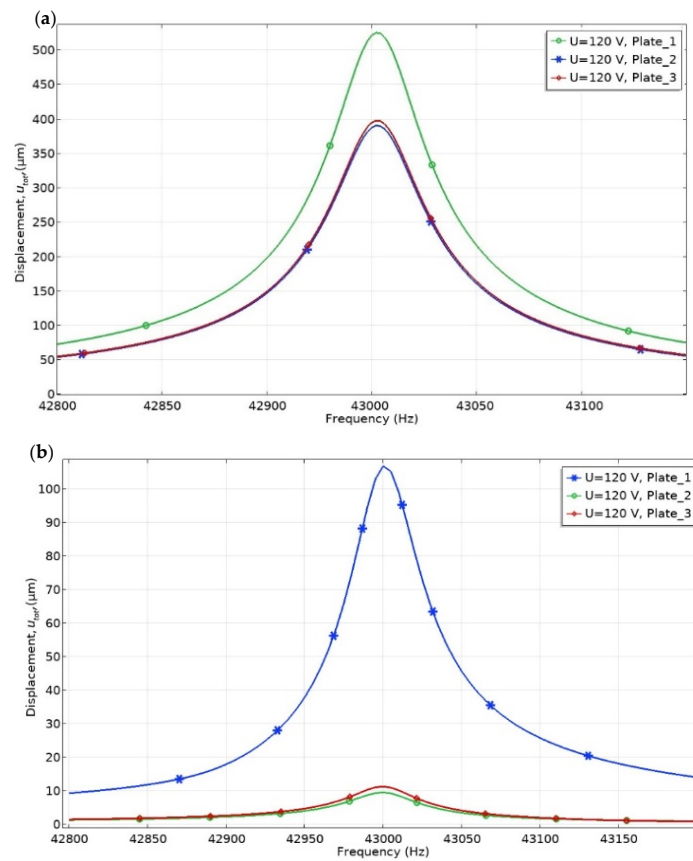 (a)
500
450
400
350
300
250
200
150
100
50
0
Displacement, u_tot, (μm)
U=120 V, Plate_1
U=120 V, Plate_2
U=120 V, Plate_3
42800 42850 42900 42950 43000 43050 43100
Frequency (Hz)
(b)
100
90
80
70
60
50
40
30
20
10
0
Displacement, u_tot, (μm)
U=120 V, Plate_1
U=120 V, Plate_2
U=120 V, Plate_3
42800 42850 42900 42950 43000 43050 43100 43150
Frequency (Hz)